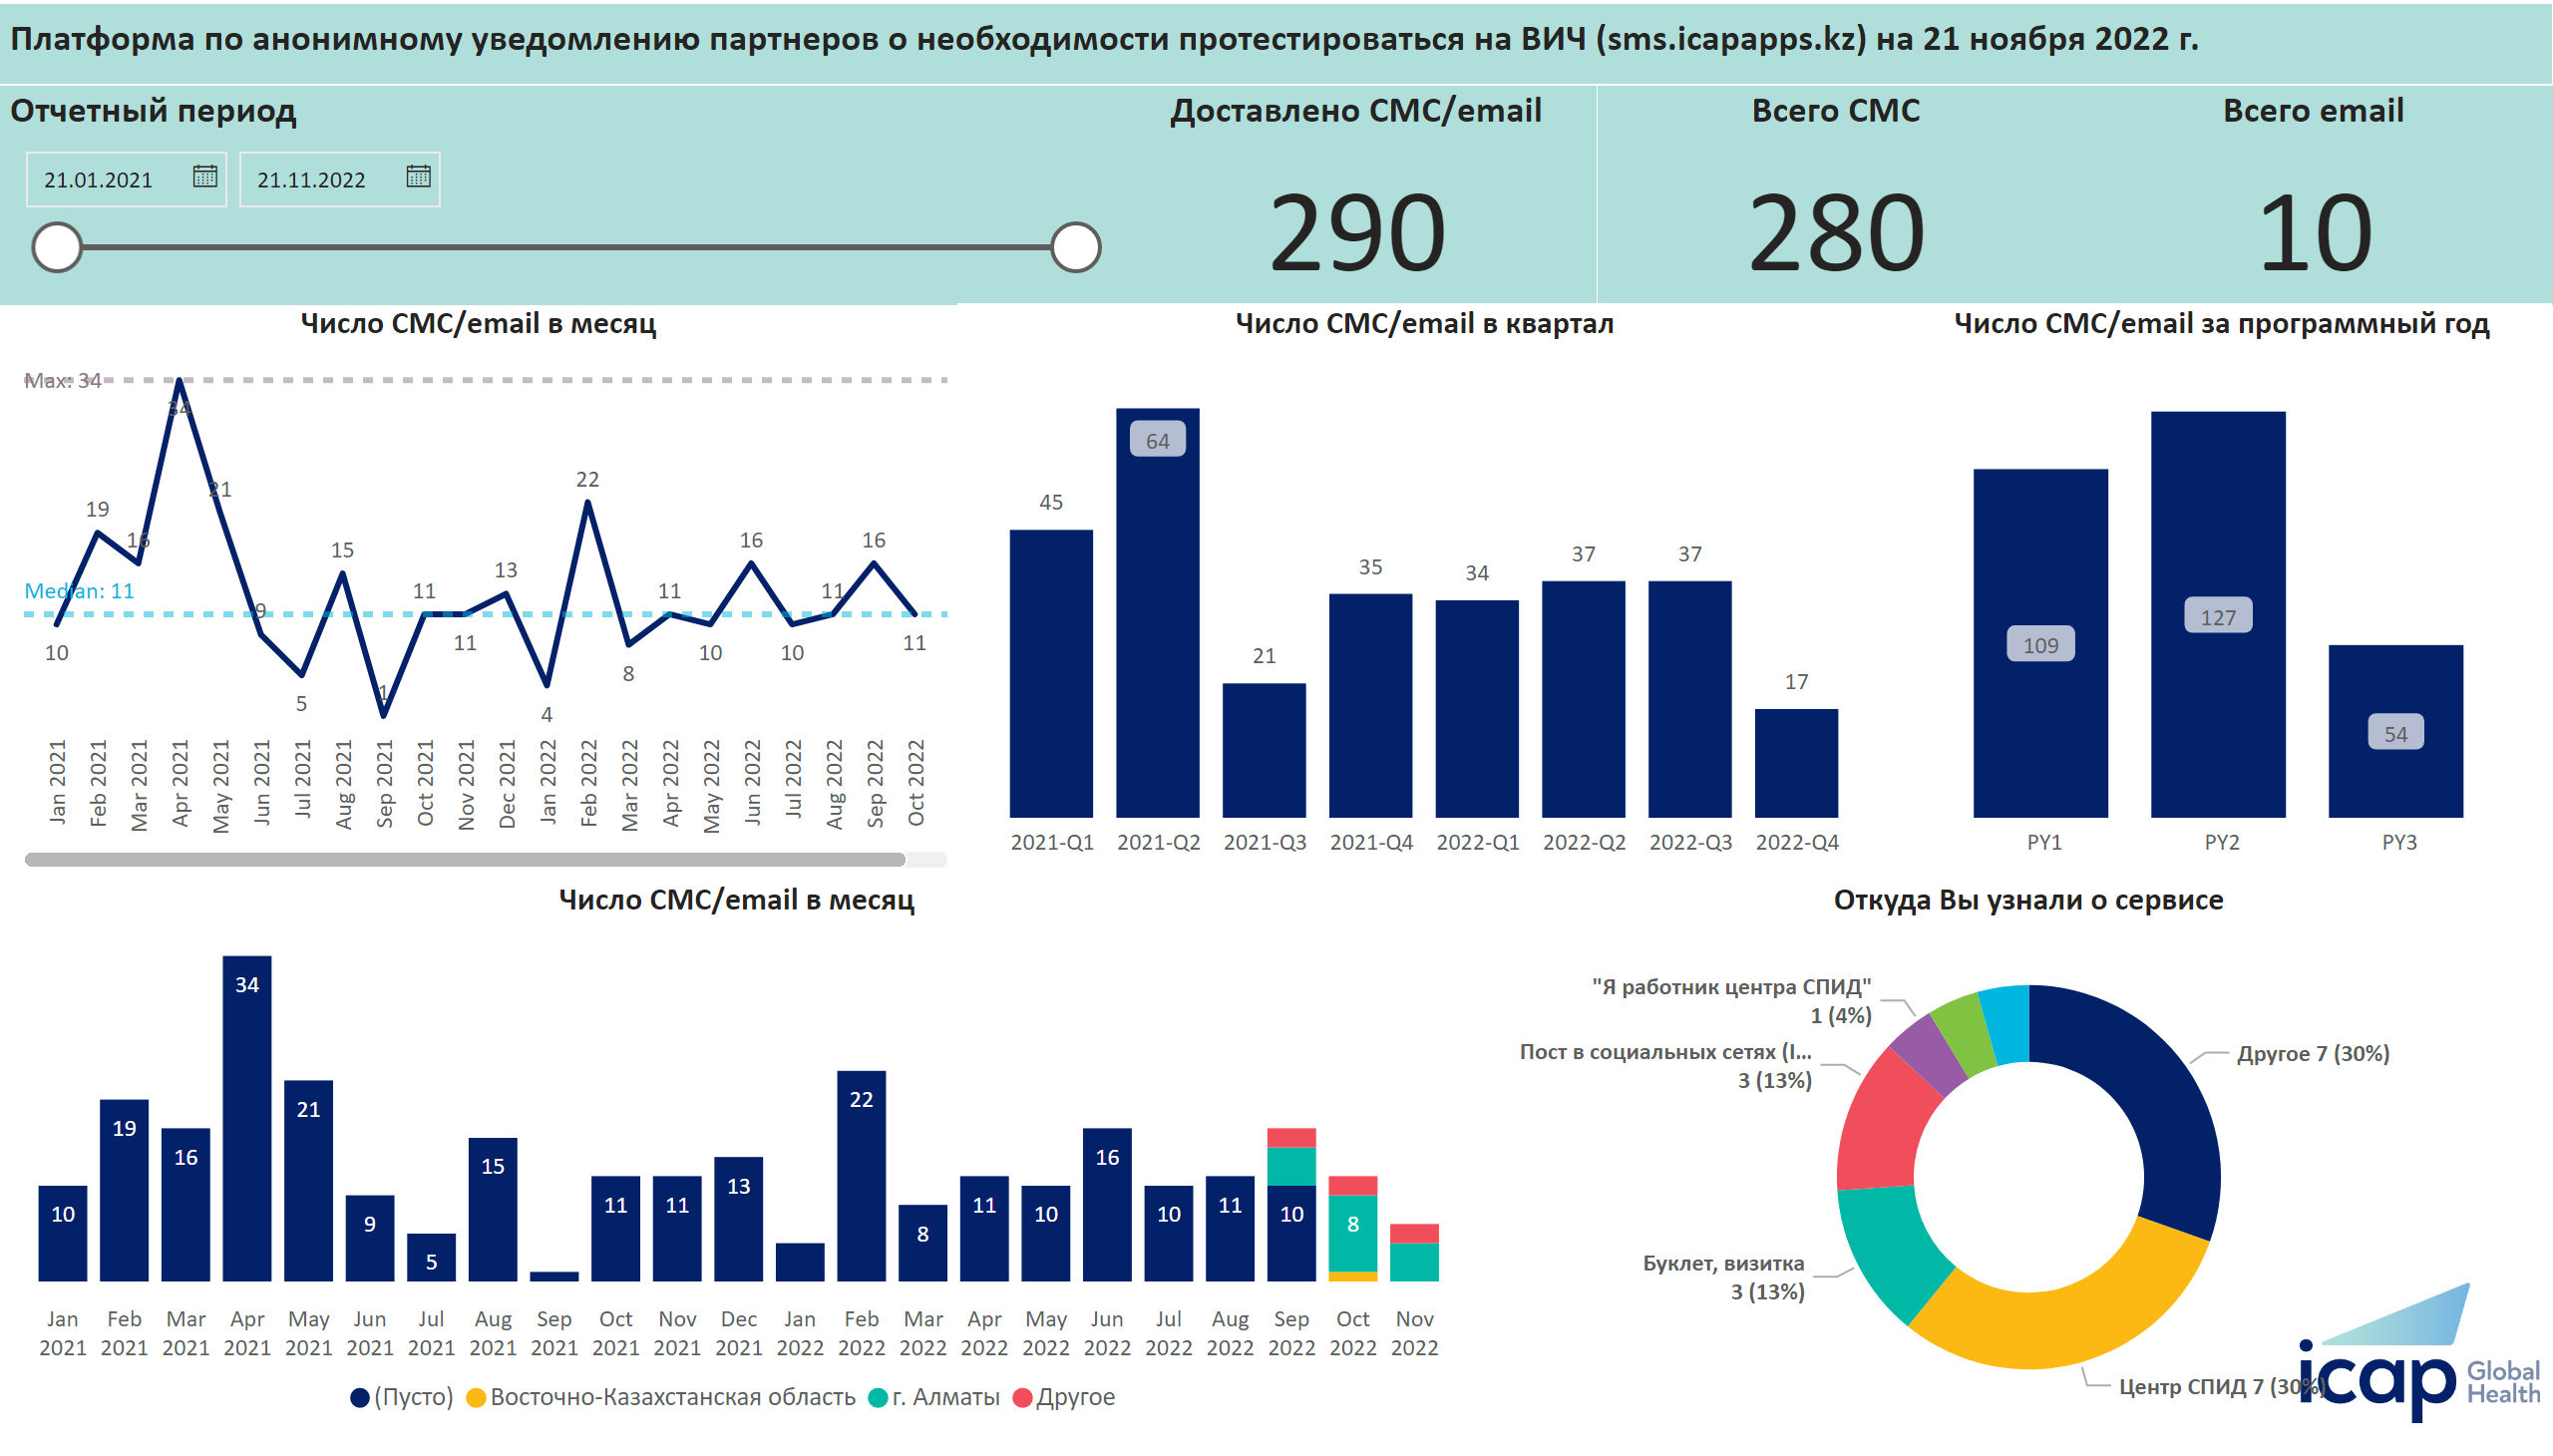 Платформа по анонимному уведомлению партнеров о необходимости протестироваться на ВИЧ (sms.icapapps.kz) на 21 ноября 2022 г.
Отчетный период
21.01.2021
21.11.2022
Доставлено СМС/email
290
Всего СМС
280
Всего email
10
Число СМС/email в месяц
Max: 34
Median: 11
10
19
16
34
21
9
5
15
1
11
11
13
4
22
8
11
10
16
10
11
16
11
Jan 2021
Feb 2021
Mar 2021
Apr 2021
May 2021
Jun 2021
Jul 2021
Aug 2021
Sep 2021
Oct 2021
Nov 2021
Dec 2021
Jan 2022
Feb 2022
Mar 2022
Apr 2022
May 2022
Jun 2022
Jul 2022
Aug 2022
Sep 2022
Oct 2022
Число СМС/email в квартал
45
64
21
35
34
37
37
17
2021-Q1
2021-Q2
2021-Q3
2021-Q4
2022-Q1
2022-Q2
2022-Q3
2022-Q4
Число СМС/email за программный год
109
127
54
PY1
PY2
PY3
Число СМС/email в месяц
10
19
16
34
21
9
5
15
11
11
13
22
8
11
10
16
10
11
10
8
Jan 2021
Feb 2021
Mar 2021
Apr 2021
May 2021
Jun 2021
Jul 2021
Aug 2021
Sep 2021
Oct 2021
Nov 2021
Dec 2021
Jan 2022
Feb 2022
Mar 2022
Apr 2022
May 2022
Jun 2022
Jul 2022
Aug 2022
Sep 2022
Oct 2022
Nov 2022
(Пусто)
Восточно-Казахстанская область
г. Алматы
Другое
Откуда Вы узнали о сервисе
"Я работник центра СПИД"
1 (4%)
Пост в социальных сетях (I...
3 (13%)
Буклет, визитка
3 (13%)
Другое 7 (30%)
Центр СПИД 7 (30%)
icap
Global
Health